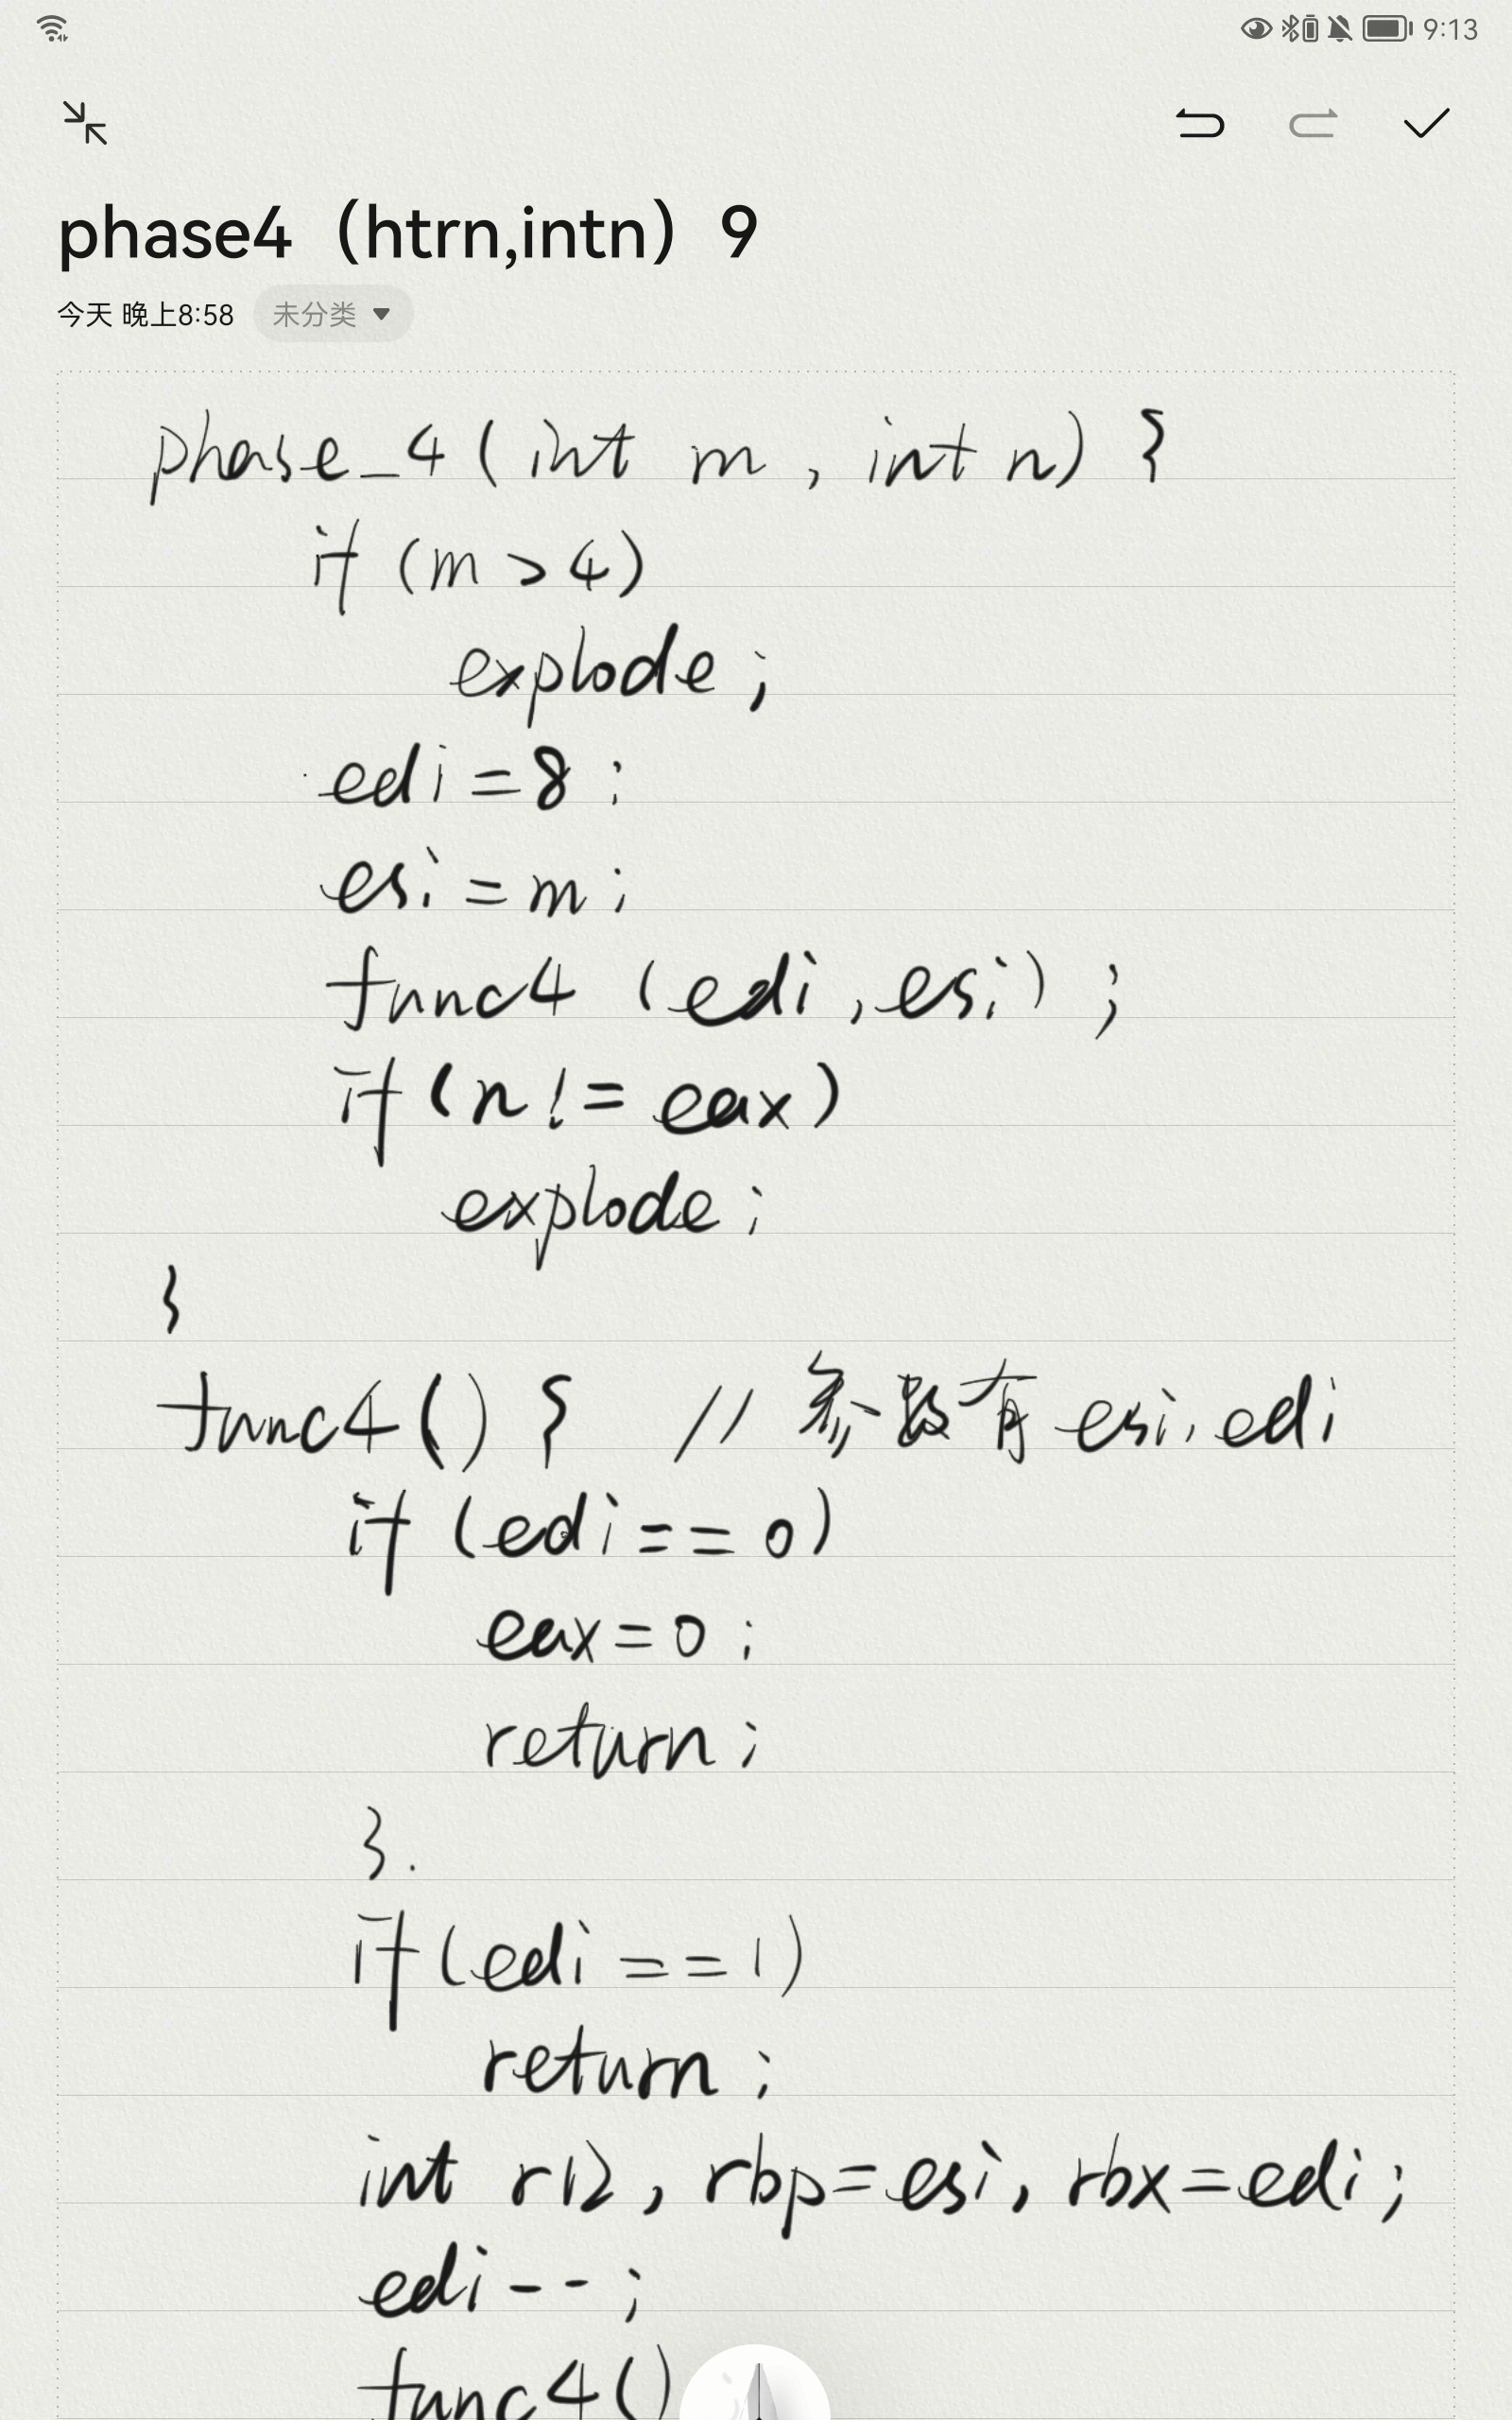 9:13
phase4（htrn,intn）9
今天 晚上8:58 未分类
phase_4 ( int m , int n) {
if (m > 4)
explode ;
edi = 8 ;
esi = m ;
func4 (edi , esi) ;
if (n != eax)
explode ;
}
func4 ( ) { // 参数有 esi, edi
if (edi == 0)
eax = 0 ;
return ;
}.
if (edi == 1)
return ;
int r12 , rbp = esi , rbx = edi ;
edi -- ;
func4 ( )